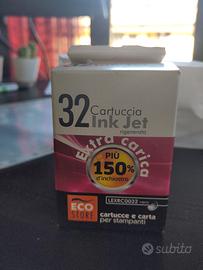 32 Cartuccia
Ink Jet
rigenerata
Extra carica
PIÙ
150%
d'inchiostro
LEXRC0032
ECO
STORE
cartucce e carta
per stampanti
subito